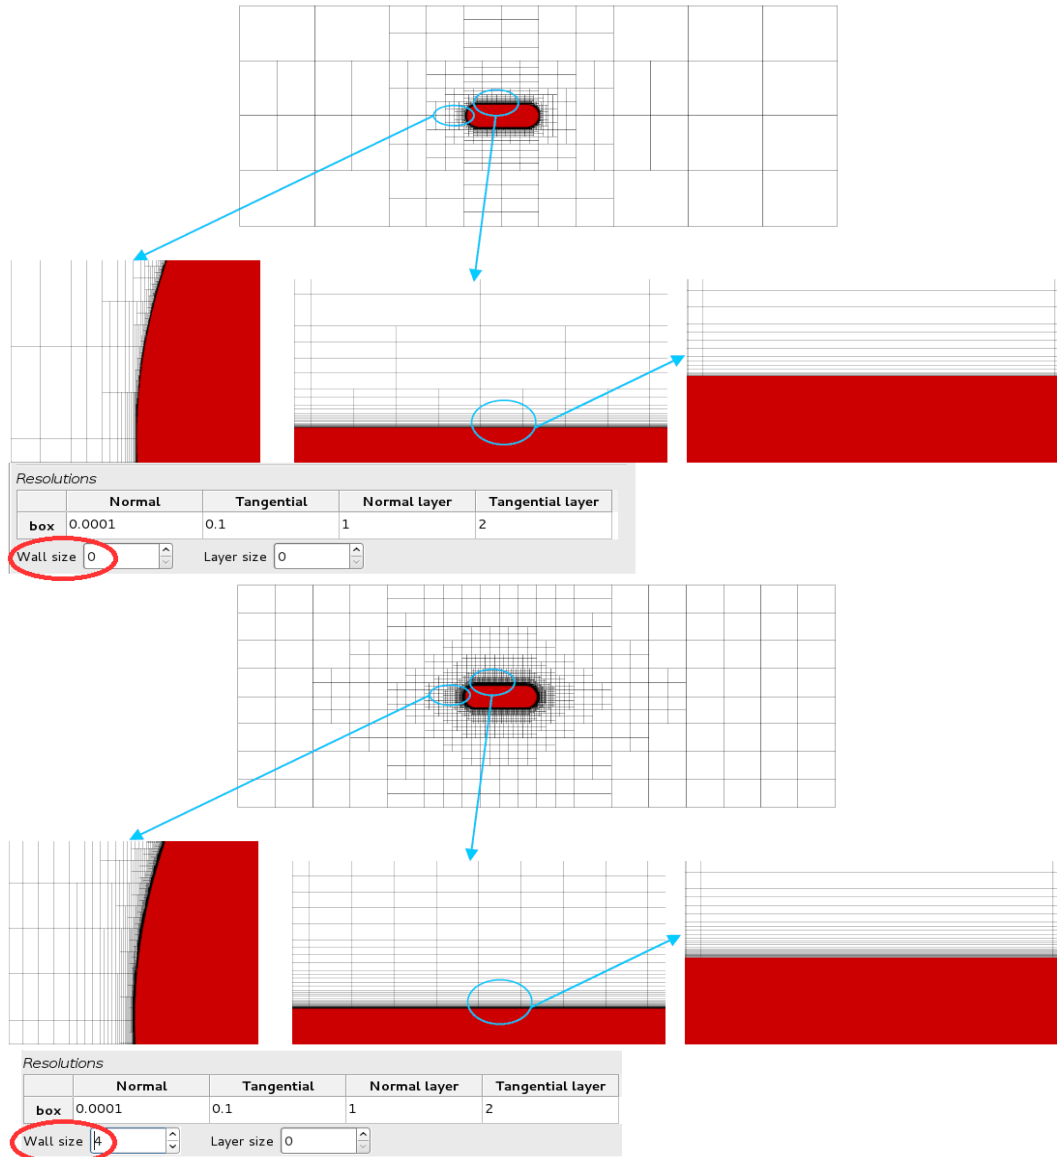 Resolutions
Normal Tangential Normal layer Tangential layer
box 0.0001 0.1 1 2
Wall size 0 Layer size 0
Resolutions
Normal Tangential Normal layer Tangential layer
box 0.0001 0.1 1 2
Wall size 4 Layer size 0